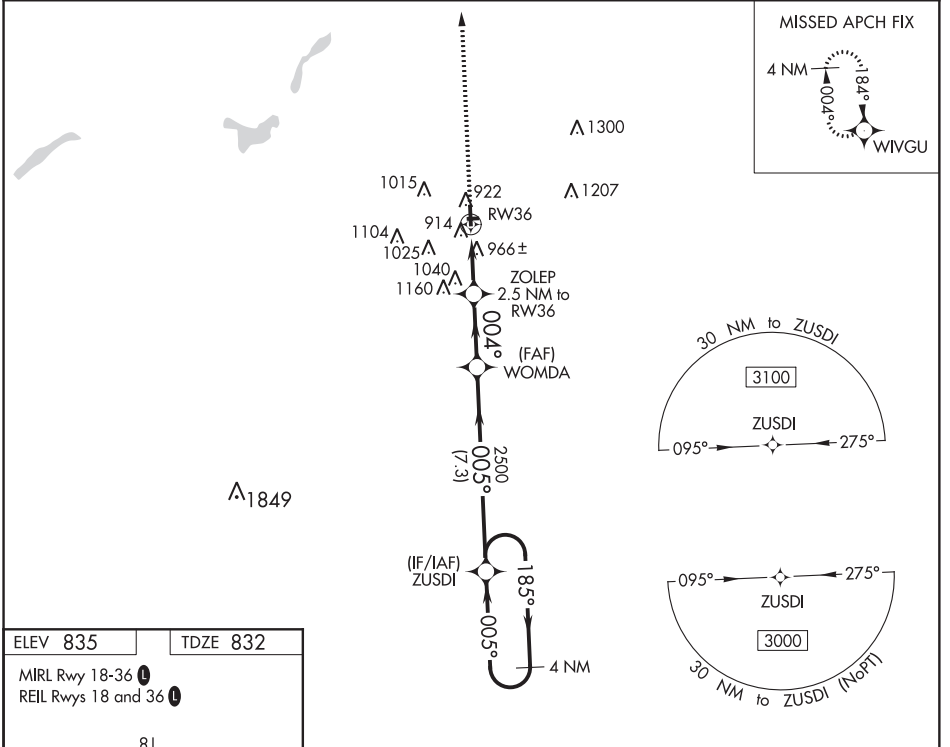 MISSED APCH FIX
4 NM
184°
004°
WIVGU
1300
1015
922
1207
RW36
914
1104
1025
966±
1040
1160
ZOLEP
2.5 NM to
RW36
004°
(FAF)
WOMDA
30 NM to ZUSDI
3100
ZUSDI
095°
275°
2500
005°
(7.3)
1849
(IF/IAF)
ZUSDI
185°
005°
4 NM
095°
275°
ZUSDI
3000
30 NM to ZUSDI (NoPT)
ELEV 835
TDZE 832
MIRL Rwy 18-36 L
REIL Rwys 18 and 36 L